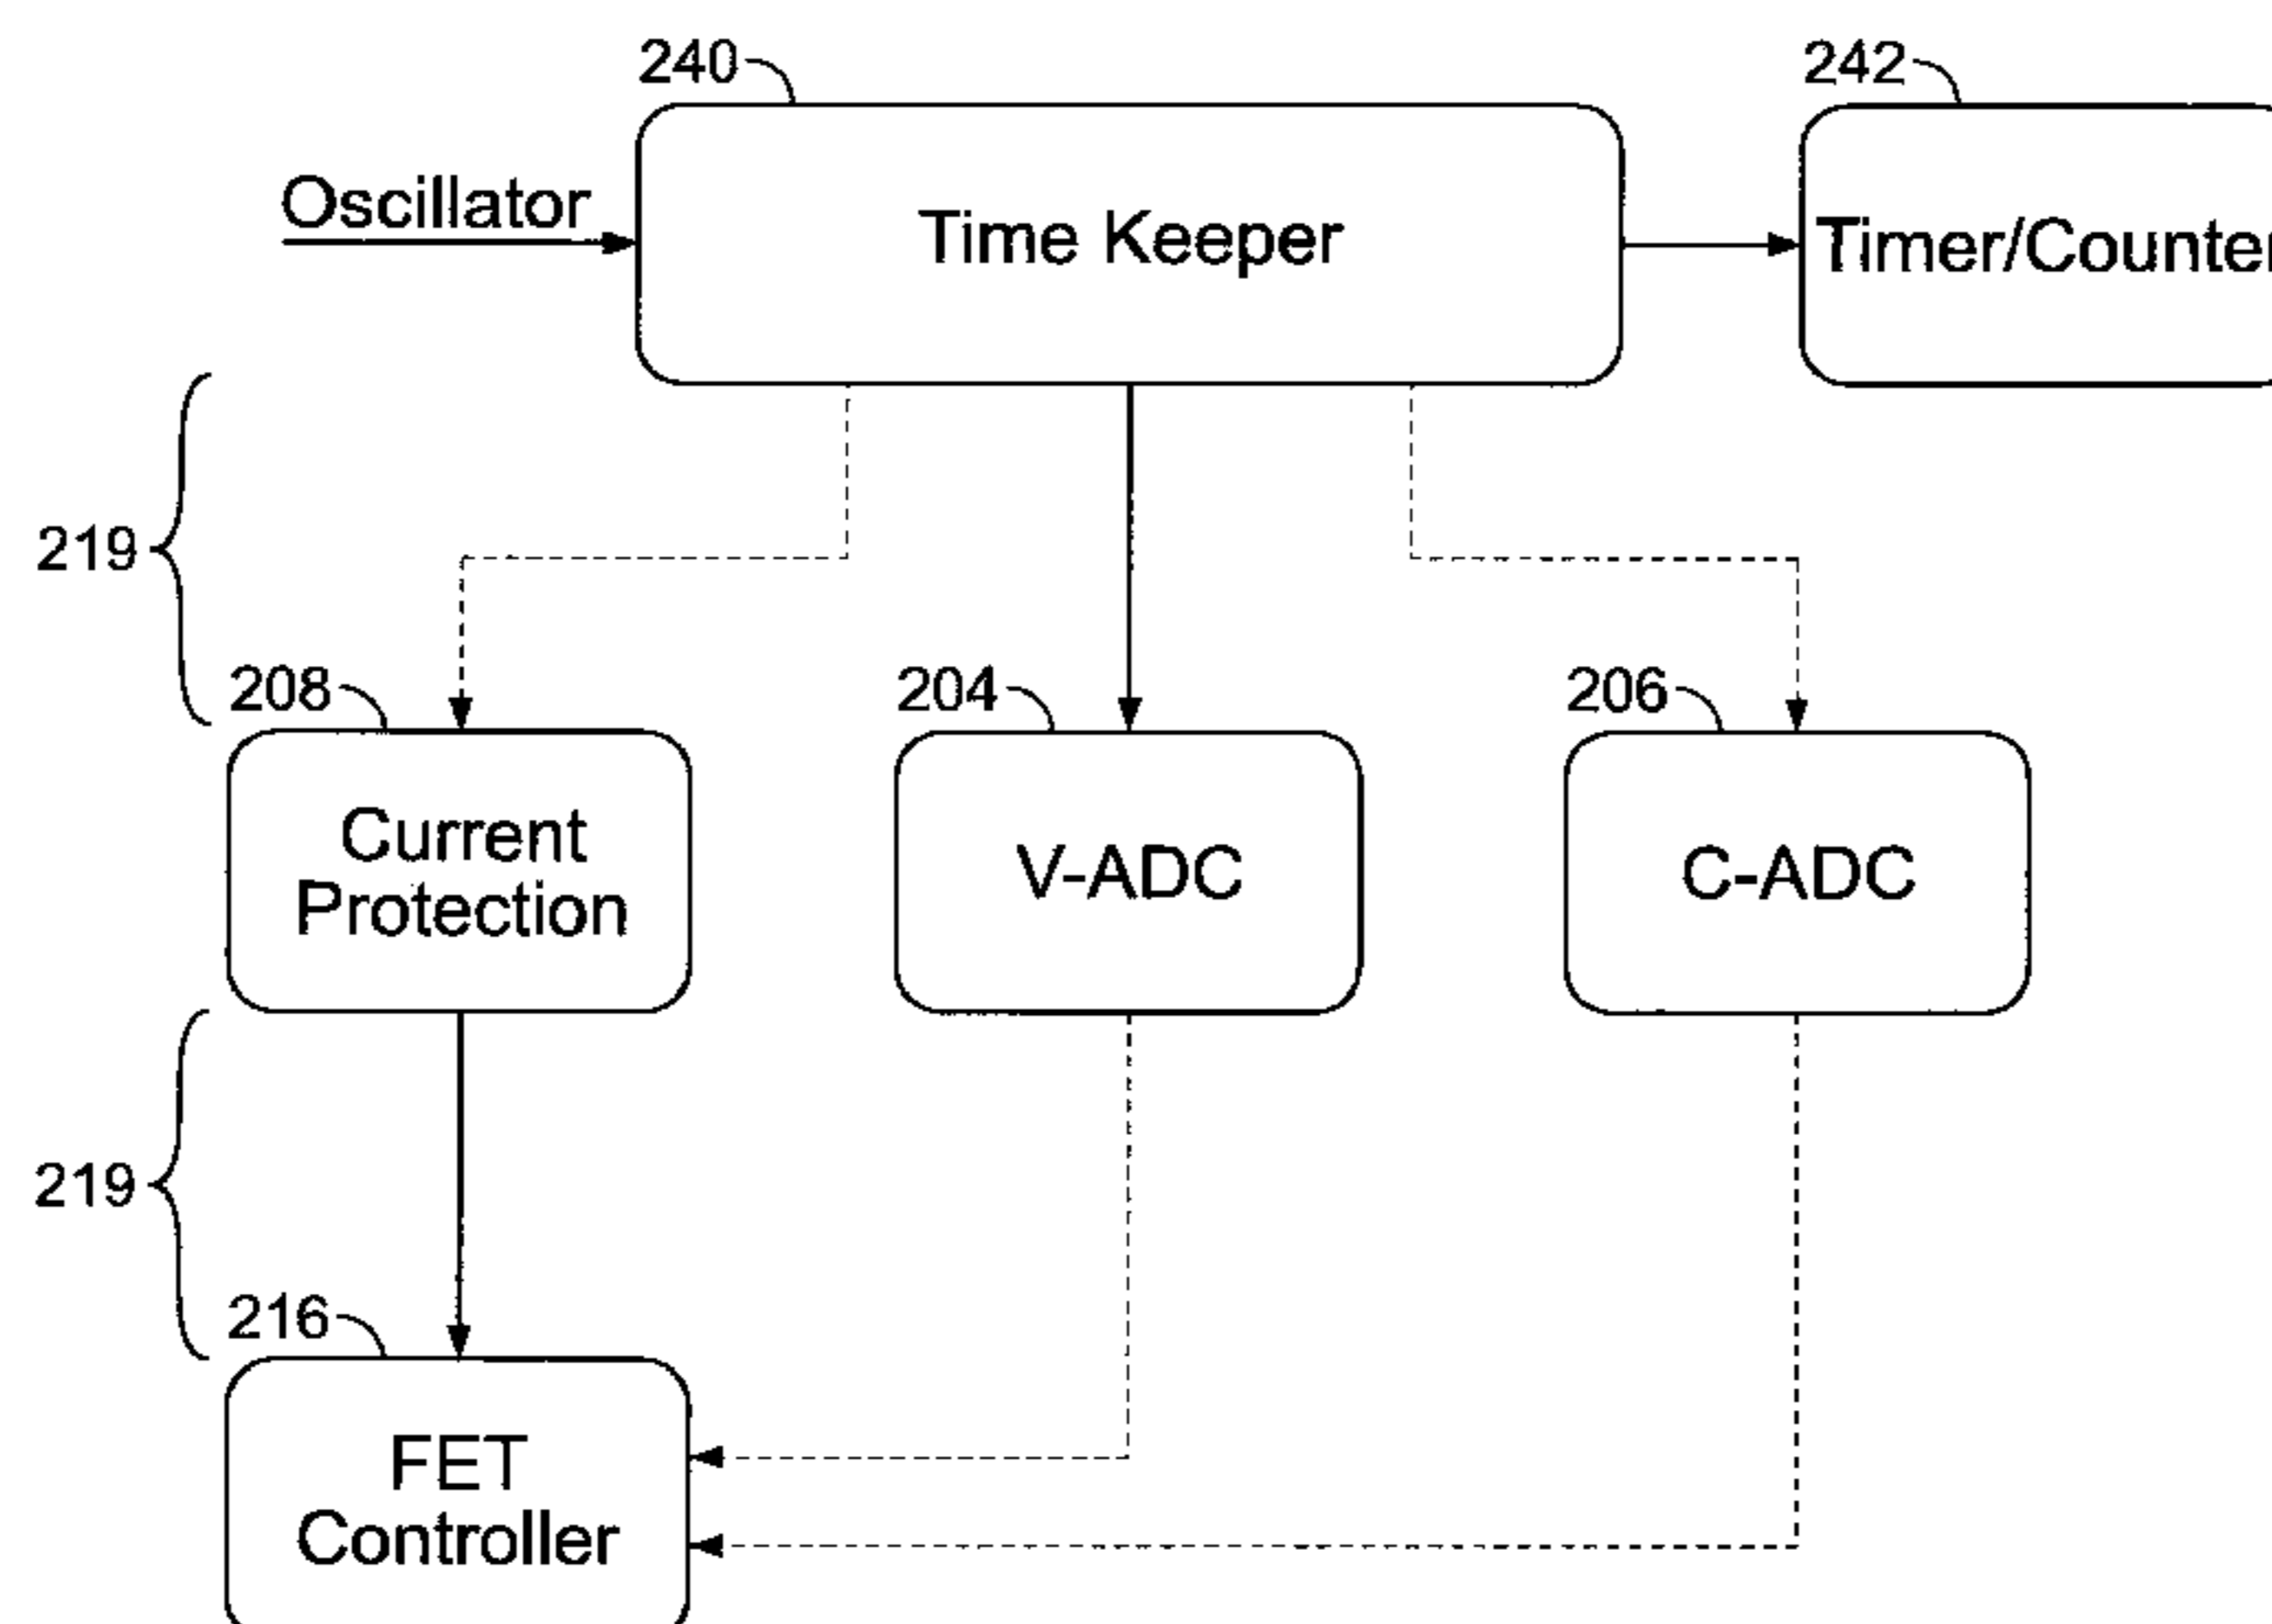 240
242
Oscillator
Time Keeper
Timer/Counter
219
208
204
206
Current
Protection
V-ADC
C-ADC
219
216
FET
Controller